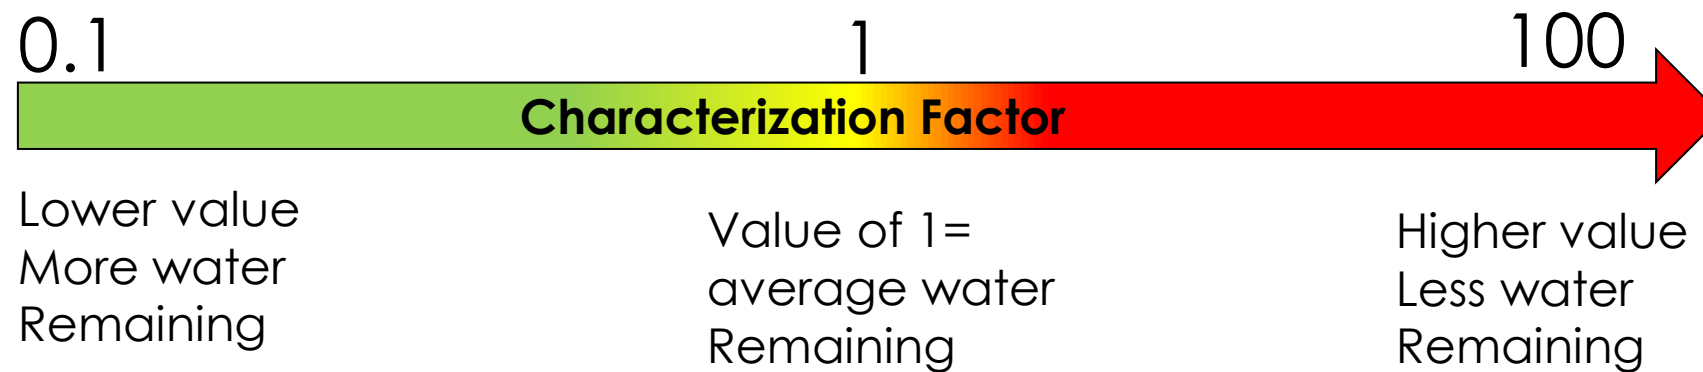 0.1
1
100
Characterization Factor
Lower value
More water
Remaining
Value of 1=
average water
Remaining
Higher value
Less water
Remaining